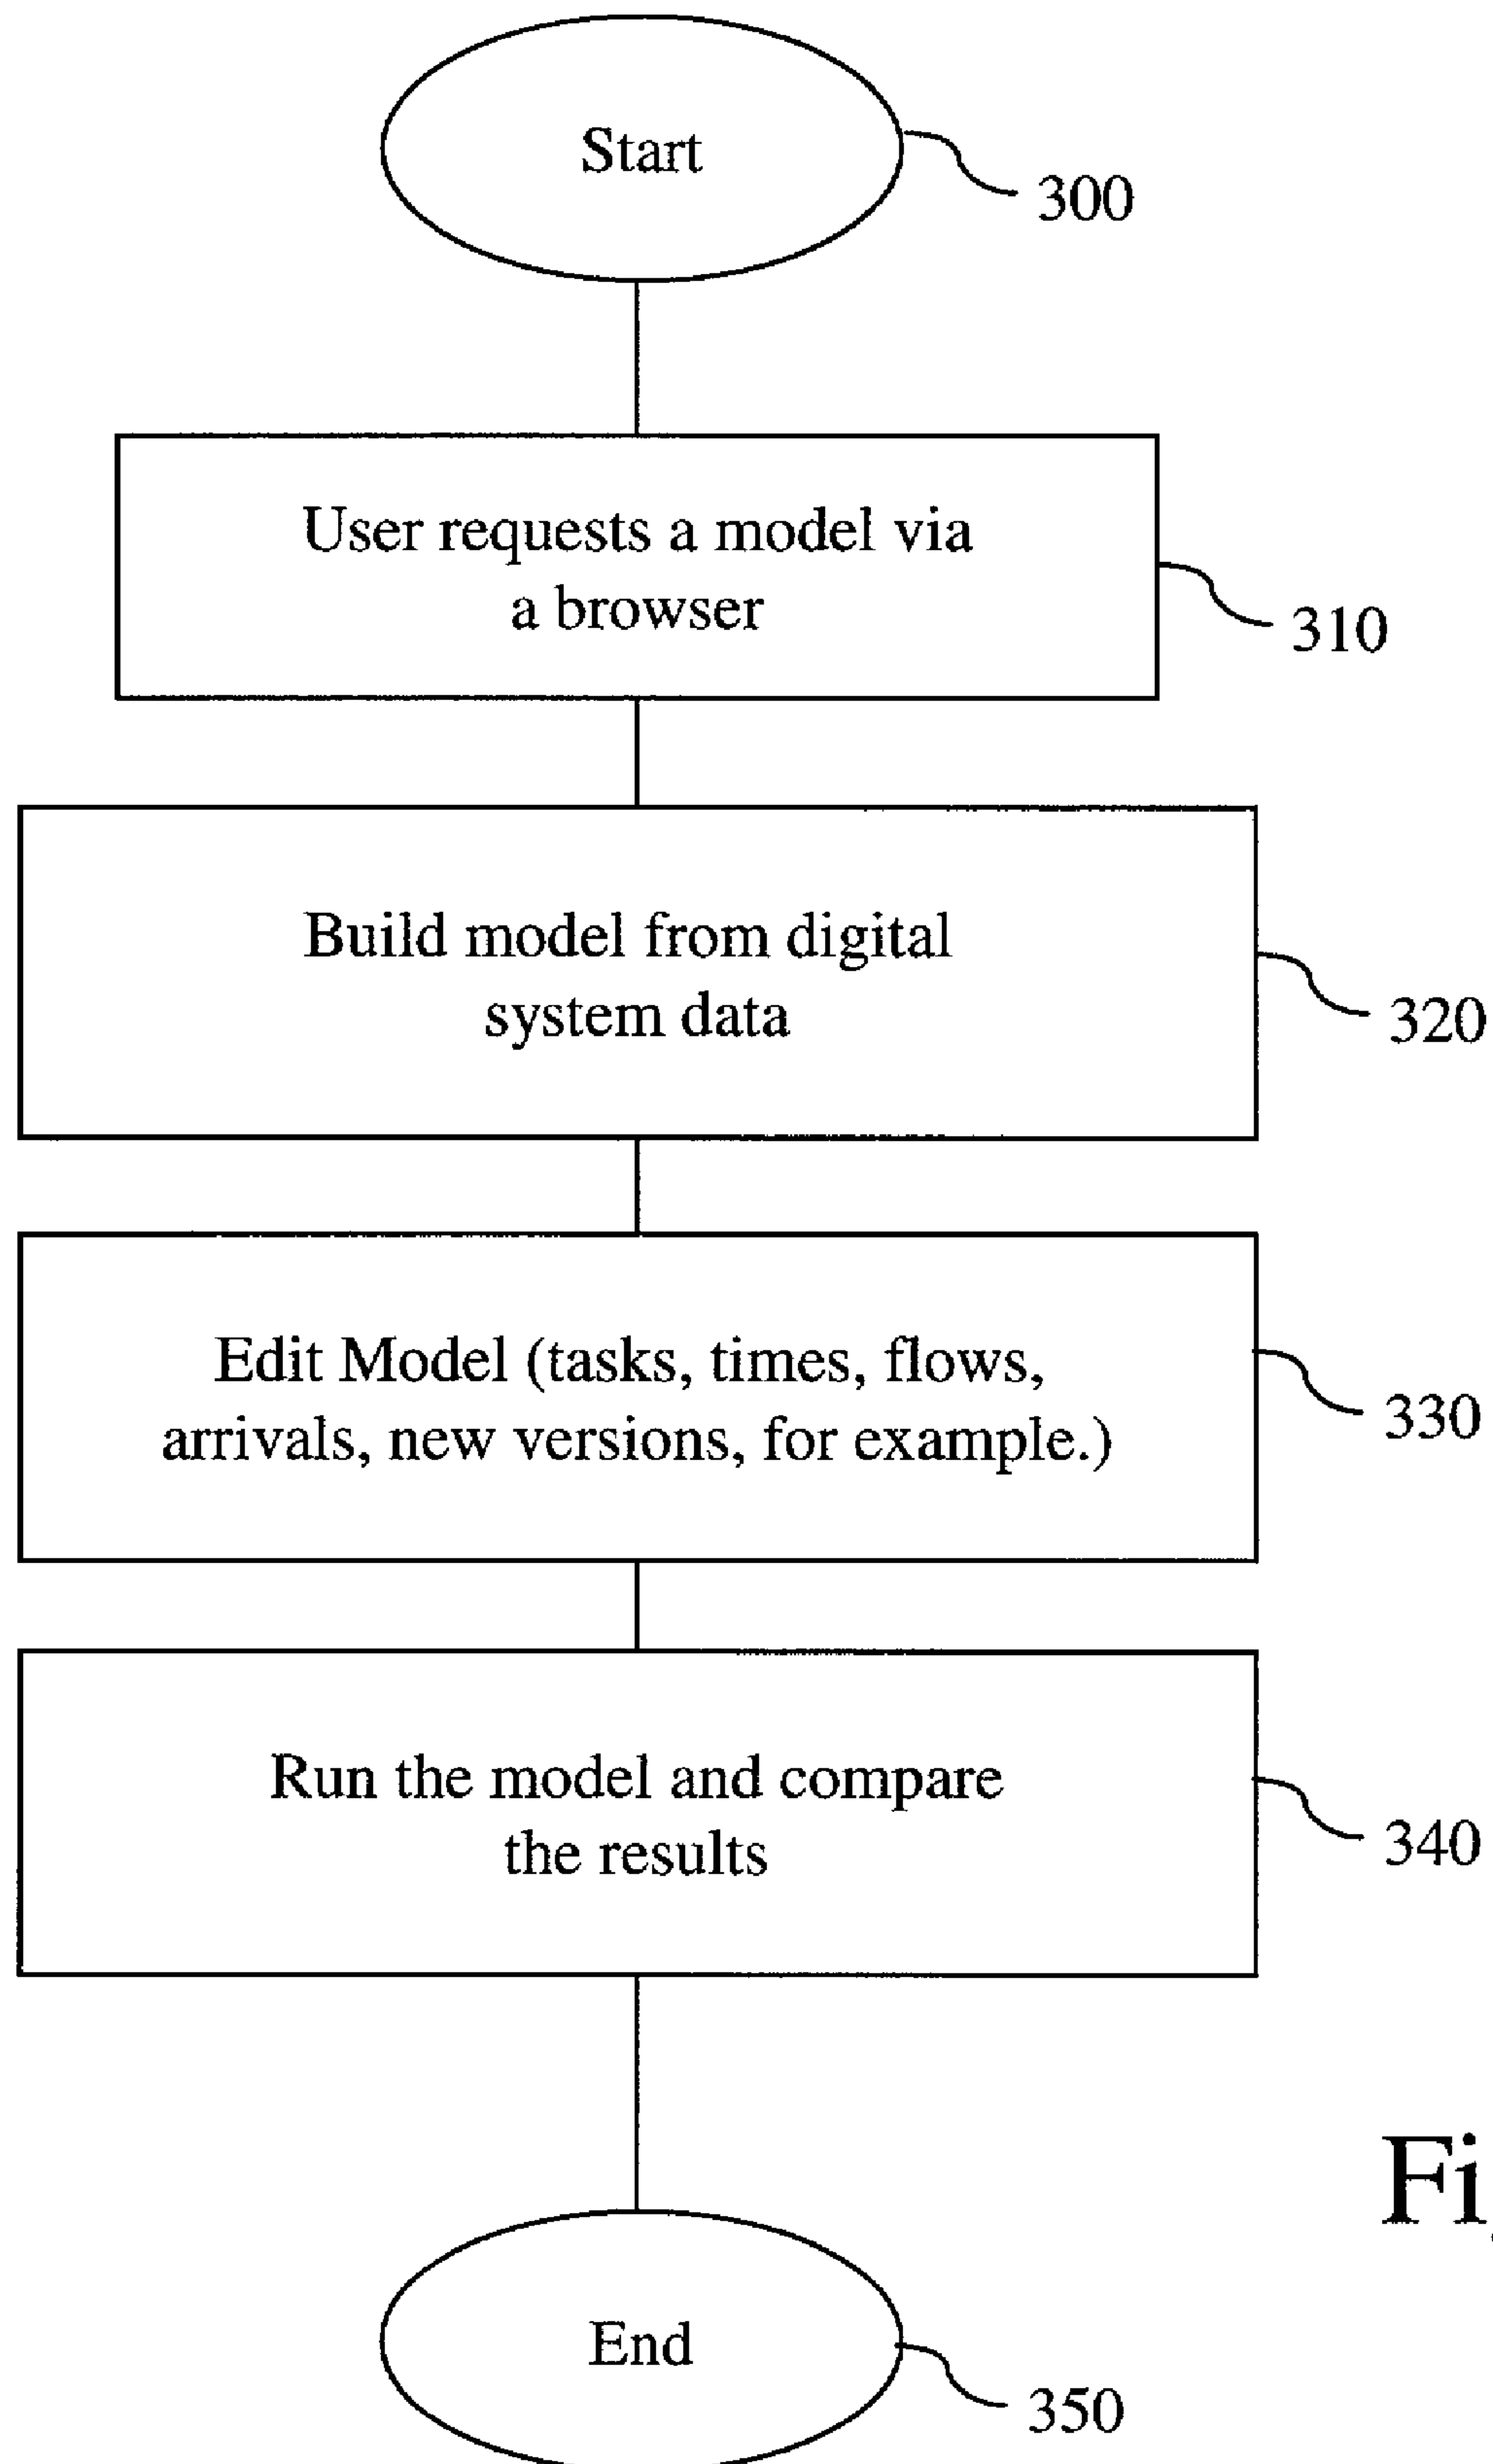 Start
300
User requests a model via
a browser
310
Build model from digital
system data
320
Edit Model (tasks, times, flows,
arrivals, new versions, for example.)
330
Run the model and compare
the results
340
End
350